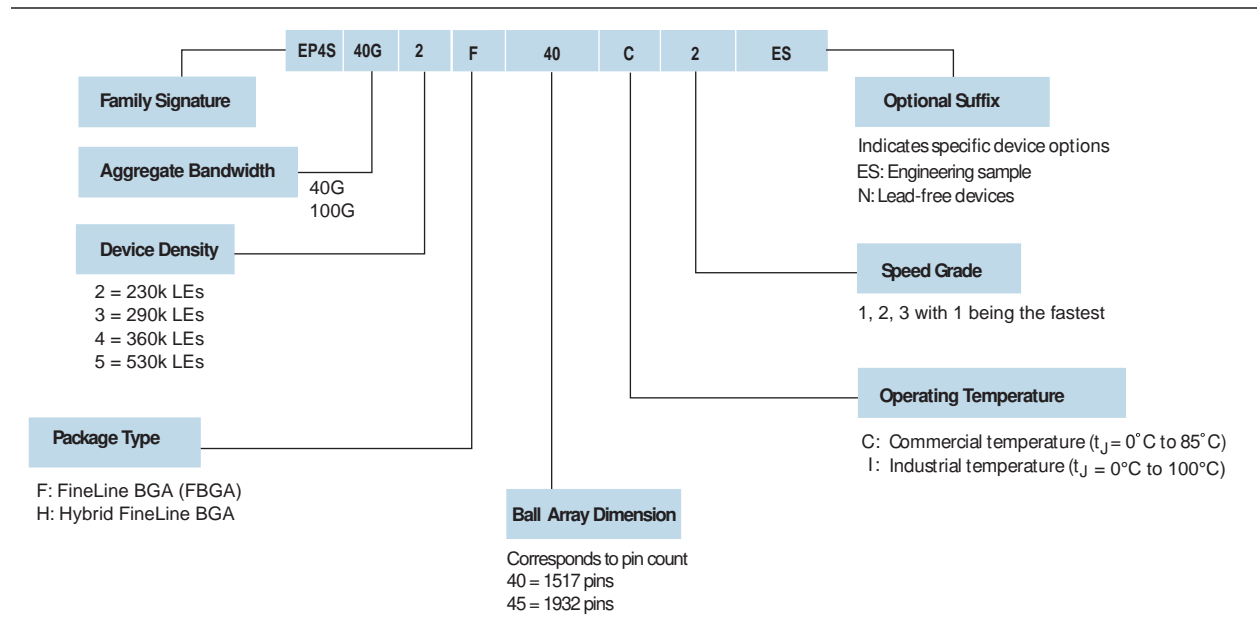 EP4S 40G 2 F 40 C 2 ES
Family Signature
Optional Suffix
Indicates specific device options
ES: Engineering sample
N: Lead-free devices
Aggregate Bandwidth
40G
100G
Device Density
2 = 230k LEs
3 = 290k LEs
4 = 360k LEs
5 = 530k LEs
Speed Grade
1, 2, 3 with 1 being the fastest
Operating Temperature
C: Commercial temperature (tJ = 0°C to 85°C)
I: Industrial temperature (tJ = 0°C to 100°C)
Package Type
F: FineLine BGA (FBGA)
H: Hybrid FineLine BGA
Ball Array Dimension
Corresponds to pin count
40 = 1517 pins
45 = 1932 pins